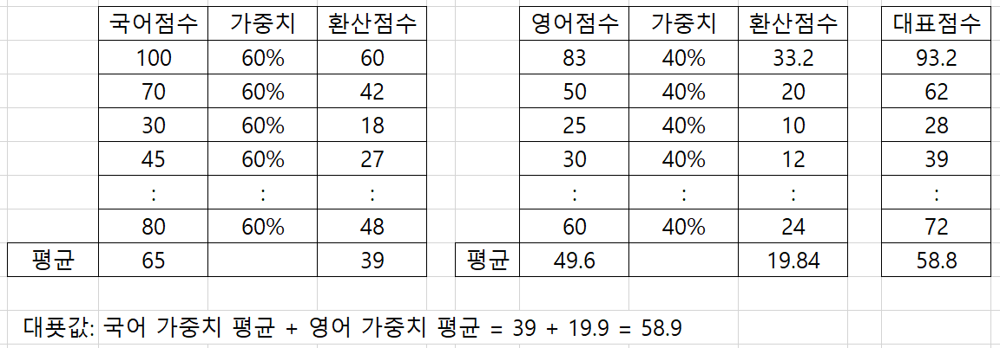 국어점수 가중치 환산점수 영어점수 가중치 환산점수 대표점수
100 60% 60 83 40% 33.2 93.2
70 60% 42 50 40% 20 62
30 60% 18 25 40% 10 28
45 60% 27 30 40% 12 39
: : : : : : :
80 60% 48 60 40% 24 72
평균 65 39 평균 49.6 19.84 58.8
대푯값: 국어 가중치 평균 + 영어 가중치 평균 = 39 + 19.9 = 58.9